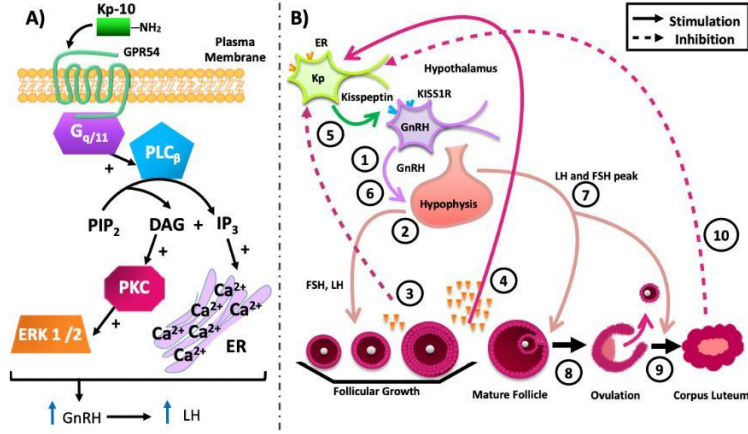 A)
Kp-10
–NH₂
GPR54
Plasma
Membrane
Gq/11
PLCβ
+
PIP₂
DAG
+
IP₃
+
+
PKC
Ca²⁺
Ca²⁺
Ca²⁺
Ca²⁺
Ca²⁺
Ca²⁺
+
ERK 1 /2
ER
GnRH
LH
B)
Stimulation
Inhibition
ER
Kp
Hypothalamus
Kisspeptin
KISS1R
5
GnRH
1
GnRH
6
LH and FSH peak
7
Hypophysis
2
10
FSH, LH
3
4
8
9
Follicular Growth
Mature Follicle
Ovulation
Corpus Luteum